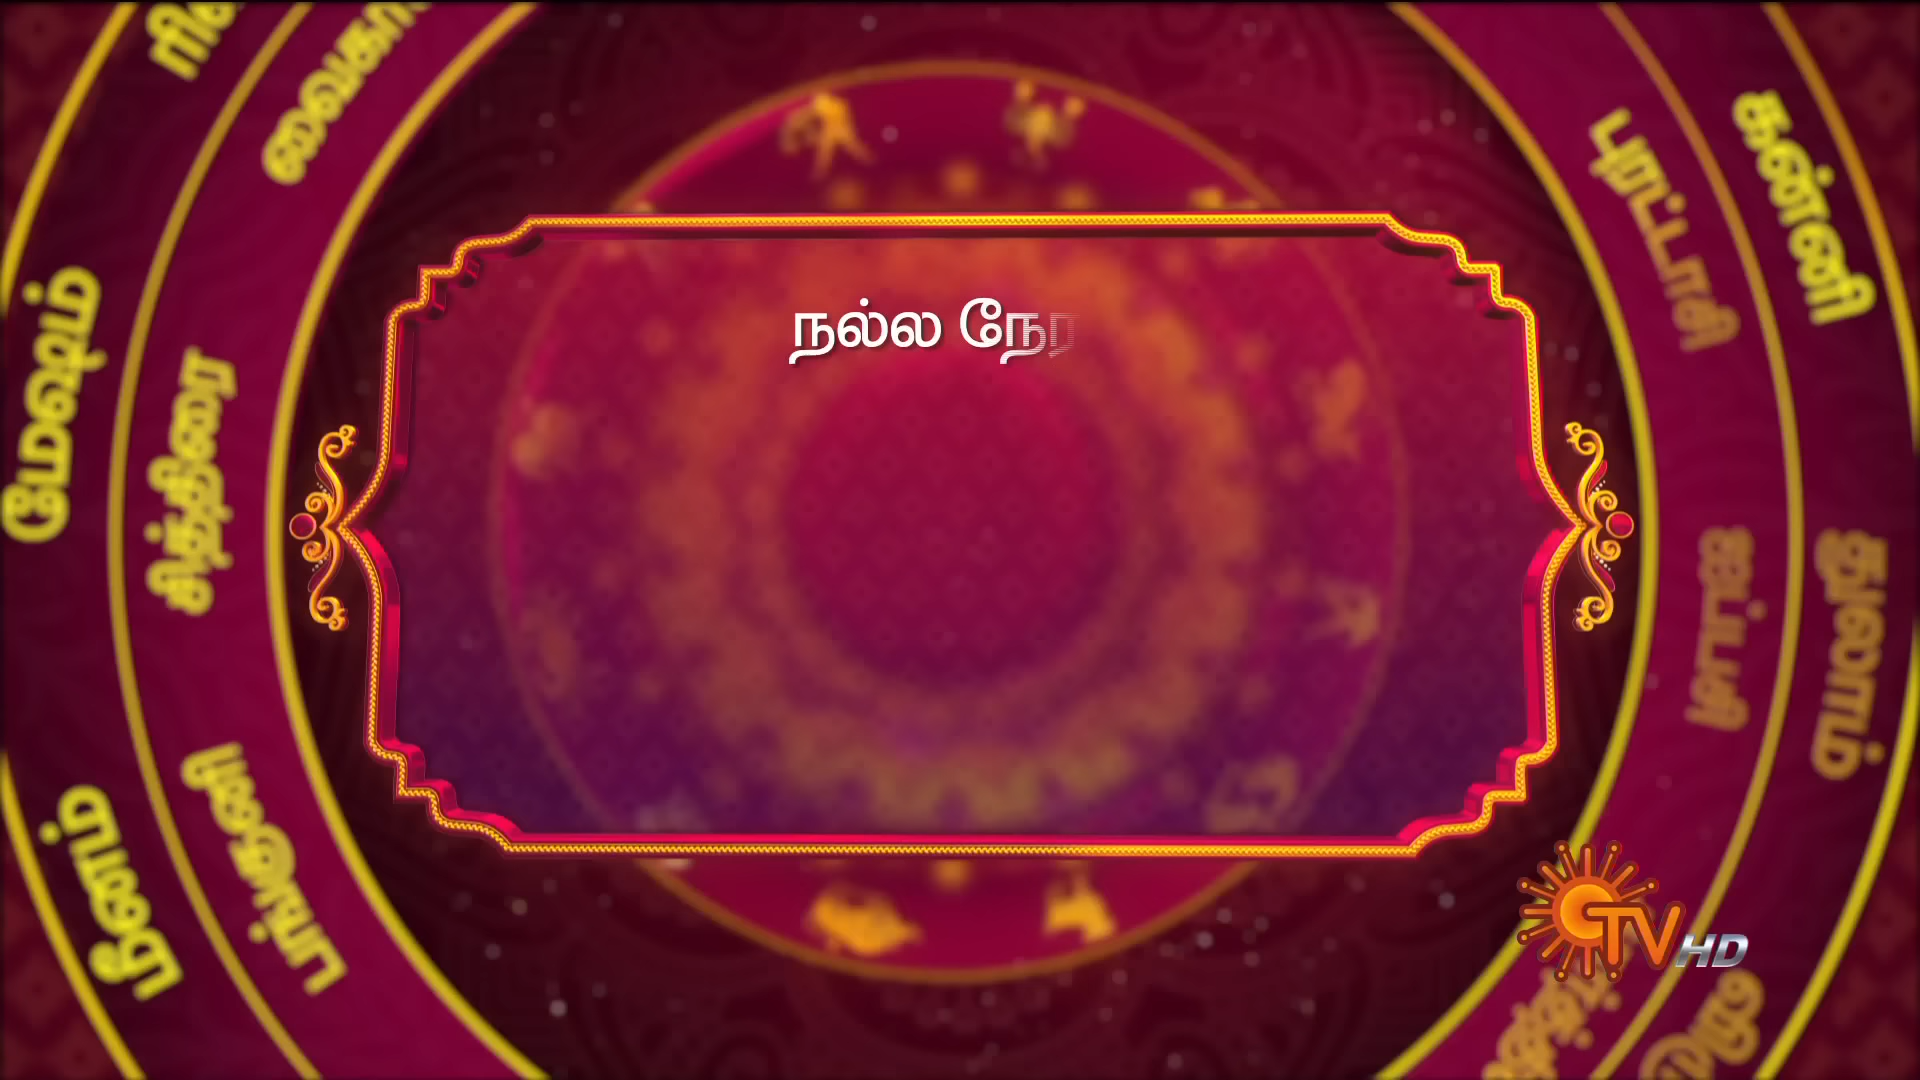 நல்ல நேர
மேஷம்
சித்திரை
மீனம்
பங்குனி
கன்னி
புரட்டாசி
துலாம்
ஐப்பசி
TV HD